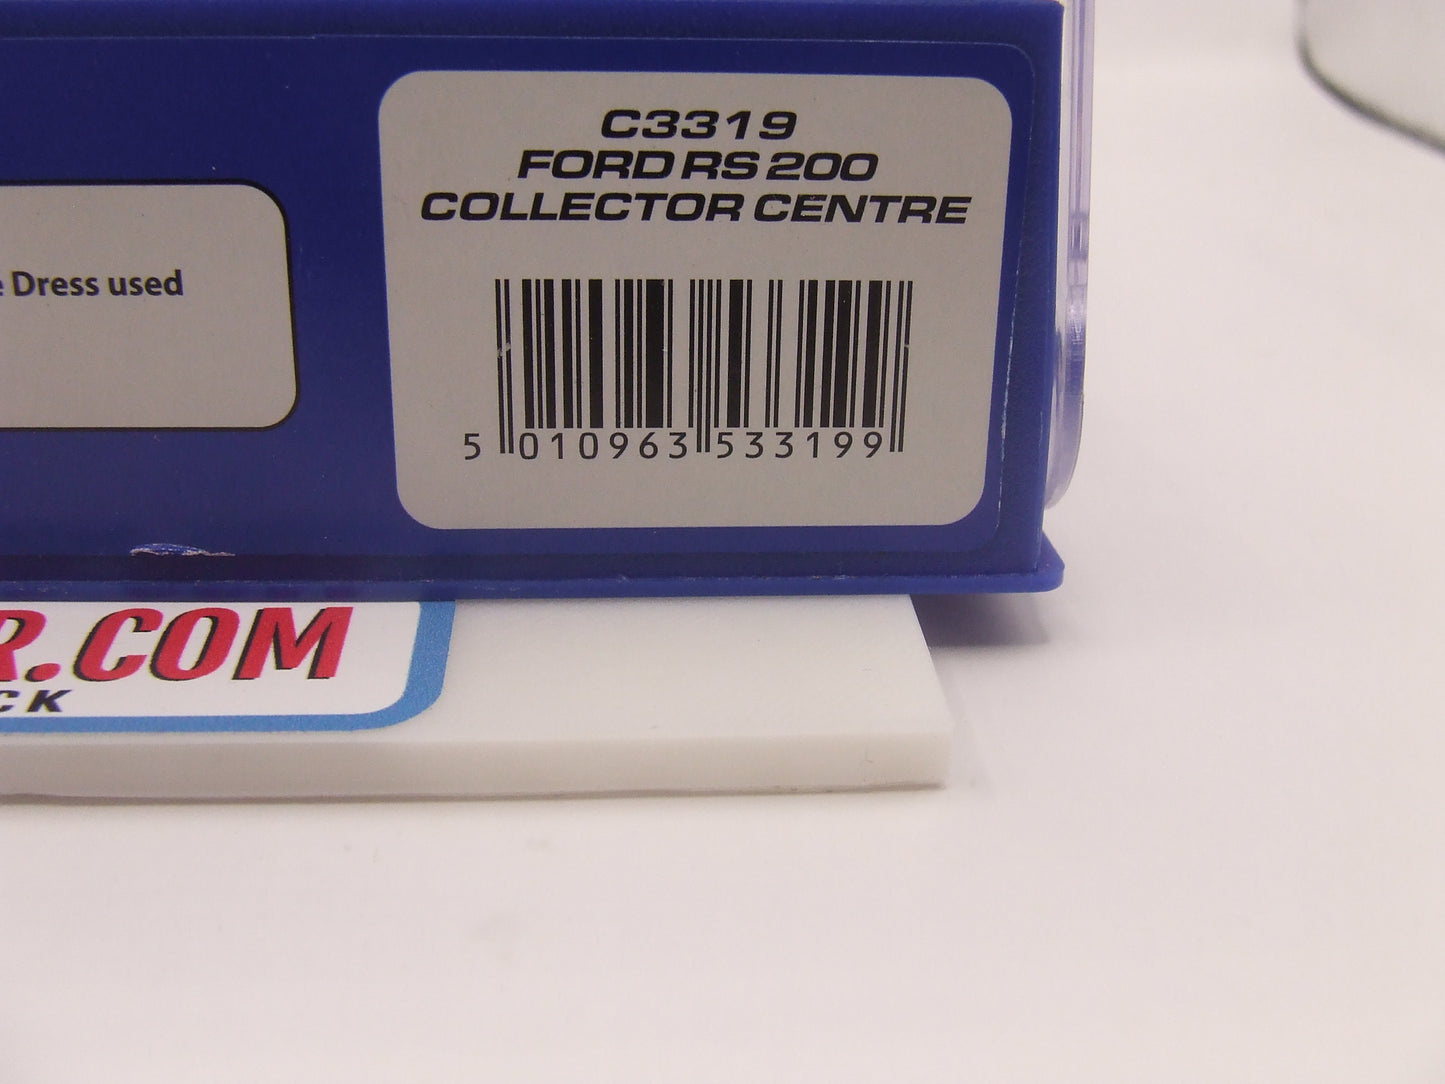 C3319
FORD RS 200
COLLECTOR CENTRE
Dress used
5 010963 533199
R.COM
CK